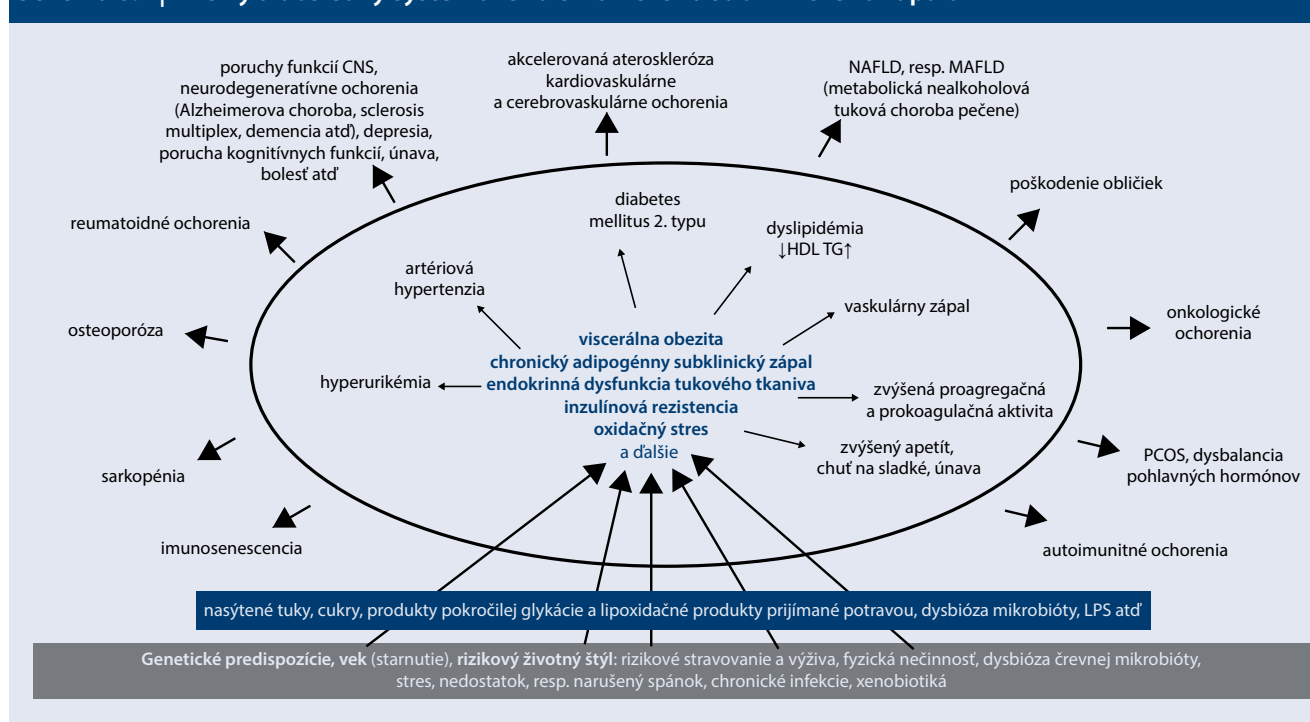 poruchy funkcií CNS,
neurodegeneratívne ochorenia
(Alzheimerova choroba, sclerosis
multiplex, demencia atď), depresia,
porucha kognitívnych funkcií, únava,
bolesť atď
akcelerovaná ateroskleróza
kardiovaskulárne
a cerebrovaskulárne ochorenia
NAFLD, resp. MAFLD
(metabolická nealkoholová
tuková choroba pečene)
poškodenie obličiek
reumatoidné ochorenia
diabetes
mellitus 2. typu
dyslipidémia
↓HDL TG↑
artériová
hypertenzia
vaskulárny zápal
onkologické
ochorenia
osteoporóza
viscerálna obezita
chronický adipogénny subklinický zápal
endokrinná dysfunkcia tukového tkaniva
inzulínová rezistencia
oxidačný stres
a ďalšie
hyperurikémia
zvýšená proagregačná
a prokoagulačná aktivita
zvýšený apetít,
chuť na sladké, únava
PCOS, dysbalancia
pohlavných hormónov
sarkopénia
imunosenescencia
autoimunitné ochorenia
nasýtené tuky, cukry, produkty pokročilej glykácie a lipoxidačné produkty prijímané potravou, dysbióza mikrobióty, LPS atď
Genetické predispozície, vek (starnutie), rizikový životný štýl: rizikové stravovanie a výživa, fyzická nečinnosť, dysbióza črevnej mikrobióty,
stres, nedostatok, resp. narušený spánok, chronické infekcie, xenobiotiká